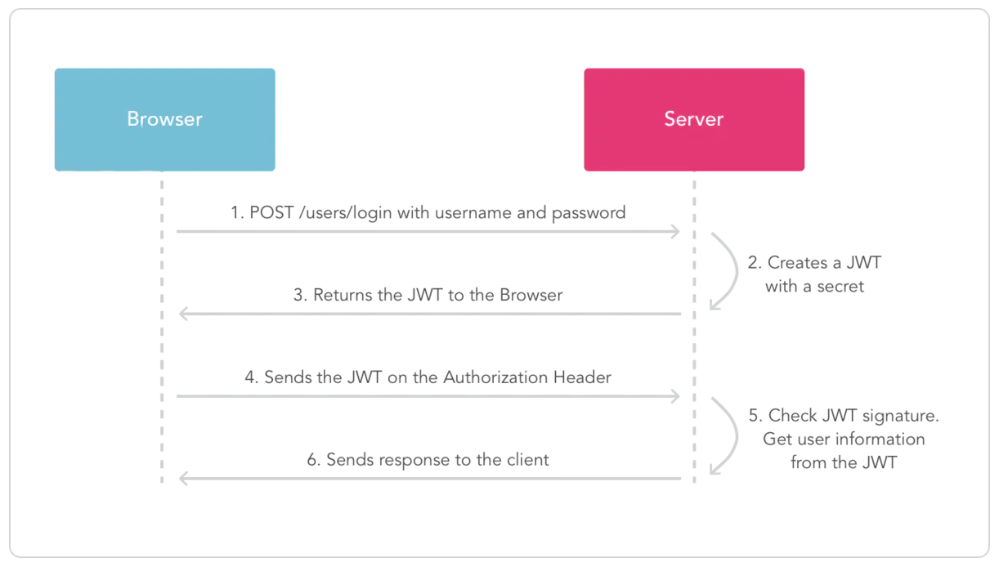 Browser
Server
1. POST /users/login with username and password
2. Creates a JWT
with a secret
3. Returns the JWT to the Browser
4. Sends the JWT on the Authorization Header
5. Check JWT signature.
Get user information
from the JWT
6. Sends response to the client